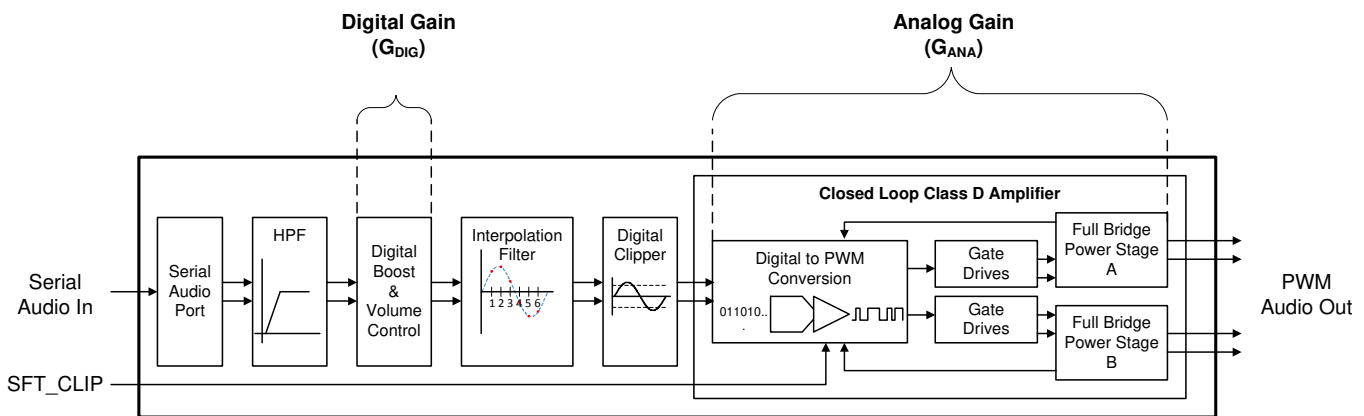 Digital Gain
(GDIG)
Analog Gain
(GANA)
Closed Loop Class D Amplifier
Serial
Audio In
Serial
Audio
Port
HPF
Digital
Boost
&
Volume
Control
Interpolation
Filter
1 2 3 4 5 6
Digital
Clipper
Digital to PWM
Conversion
011010..
.
Gate
Drives
Gate
Drives
Full Bridge
Power Stage
A
Full Bridge
Power Stage
B
PWM
Audio Out
SFT_CLIP